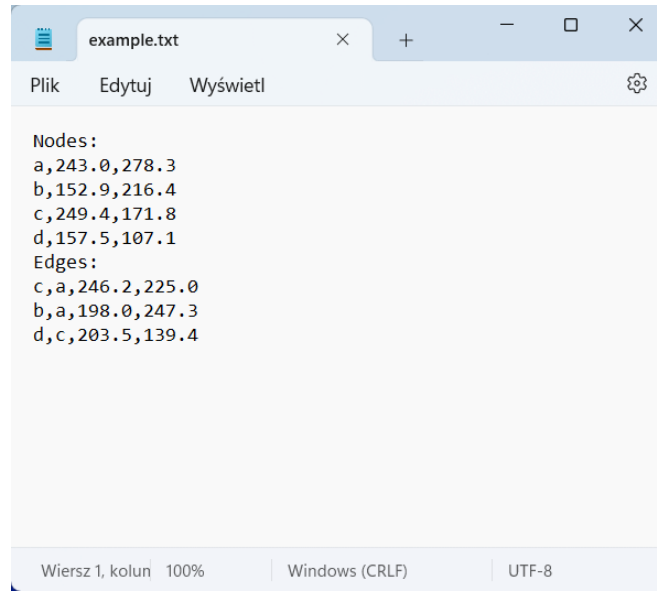 example.txt
Plik Edytuj Wyświetl
Nodes:
a,243.0,278.3
b,152.9,216.4
c,249.4,171.8
d,157.5,107.1
Edges:
c,a,246.2,225.0
b,a,198.0,247.3
d,c,203.5,139.4
Wiersz 1, kolun 100% Windows (CRLF) UTF-8